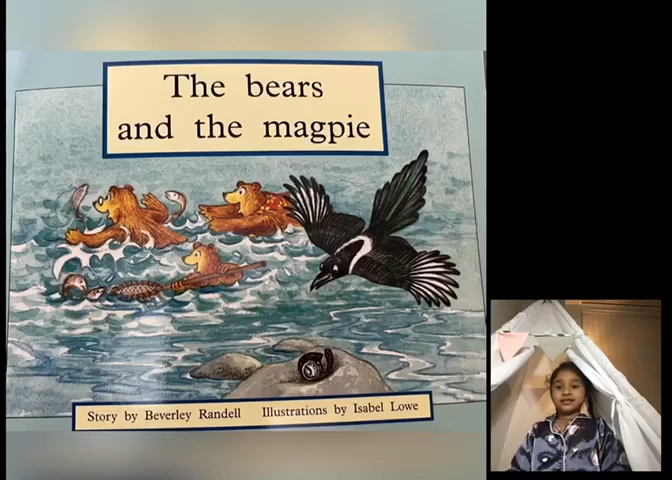 The bears
and the magpie
Story by Beverley Randell Illustrations by Isabel Lowe